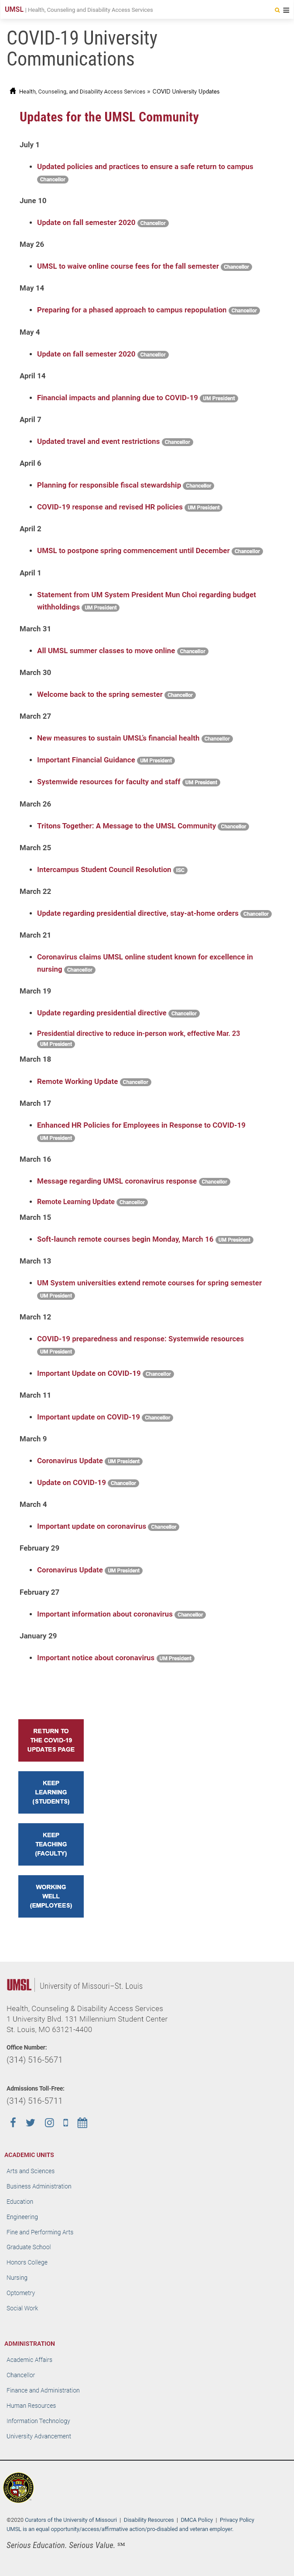 UMSL | Health, Counseling and Disability Access Services
COVID-19 University
Communications
Health, Counseling, and Disability Access Services » COVID University Updates
Updates for the UMSL Community
July 1
Updated policies and practices to ensure a safe return to campus
Chancellor
June 10
Update on fall semester 2020 Chancellor
May 26
UMSL to waive online course fees for the fall semester Chancellor
May 14
Preparing for a phased approach to campus repopulation Chancellor
May 4
Update on fall semester 2020 Chancellor
April 14
Financial impacts and planning due to COVID-19 UM President
April 7
Updated travel and event restrictions Chancellor
April 6
Planning for responsible fiscal stewardship Chancellor
COVID-19 response and revised HR policies UM President
April 2
UMSL to postpone spring commencement until December Chancellor
April 1
Statement from UM System President Mun Choi regarding budget
withholdings UM President
March 31
All UMSL summer classes to move online Chancellor
March 30
Welcome back to the spring semester Chancellor
March 27
New measures to sustain UMSL's financial health Chancellor
Important Financial Guidance UM President
Systemwide resources for faculty and staff UM President
March 26
Tritons Together: A Message to the UMSL Community Chancellor
March 25
Intercampus Student Council Resolution ISC
March 22
Update regarding presidential directive, stay-at-home orders Chancellor
March 21
Coronavirus claims UMSL online student known for excellence in
nursing Chancellor
March 19
Update regarding presidential directive Chancellor
Presidential directive to reduce in-person work, effective Mar. 23
UM President
March 18
Remote Working Update Chancellor
March 17
Enhanced HR Policies for Employees in Response to COVID-19
UM President
March 16
Message regarding UMSL coronavirus response Chancellor
Remote Learning Update Chancellor
March 15
Soft-launch remote courses begin Monday, March 16 UM President
March 13
UM System universities extend remote courses for spring semester
UM President
March 12
COVID-19 preparedness and response: Systemwide resources
UM President
Important Update on COVID-19 Chancellor
March 11
Important update on COVID-19 Chancellor
March 9
Coronavirus Update UM President
Update on COVID-19 Chancellor
March 4
Important update on coronavirus Chancellor
February 29
Coronavirus Update UM President
February 27
Important information about coronavirus Chancellor
January 29
Important notice about coronavirus UM President
RETURN TO
THE COVID-19
UPDATES PAGE
KEEP
LEARNING
(STUDENTS)
KEEP
TEACHING
(FACULTY)
WORKING
WELL
(EMPLOYEES)
UMSL | University of Missouri–St. Louis
Health, Counseling & Disability Access Services
1 University Blvd. 131 Millennium Student Center
St. Louis, MO 63121-4400
Office Number:
(314) 516-5671
Admissions Toll-Free:
(314) 516-5711
ACADEMIC UNITS
Arts and Sciences
Business Administration
Education
Engineering
Fine and Performing Arts
Graduate School
Honors College
Nursing
Optometry
Social Work
ADMINISTRATION
Academic Affairs
Chancellor
Finance and Administration
Human Resources
Information Technology
University Advancement
©2020 Curators of the University of Missouri | Disability Resources | DMCA Policy | Privacy Policy
UMSL is an equal opportunity/access/affirmative action/pro-disabled and veteran employer.
Serious Education. Serious Value. ℠